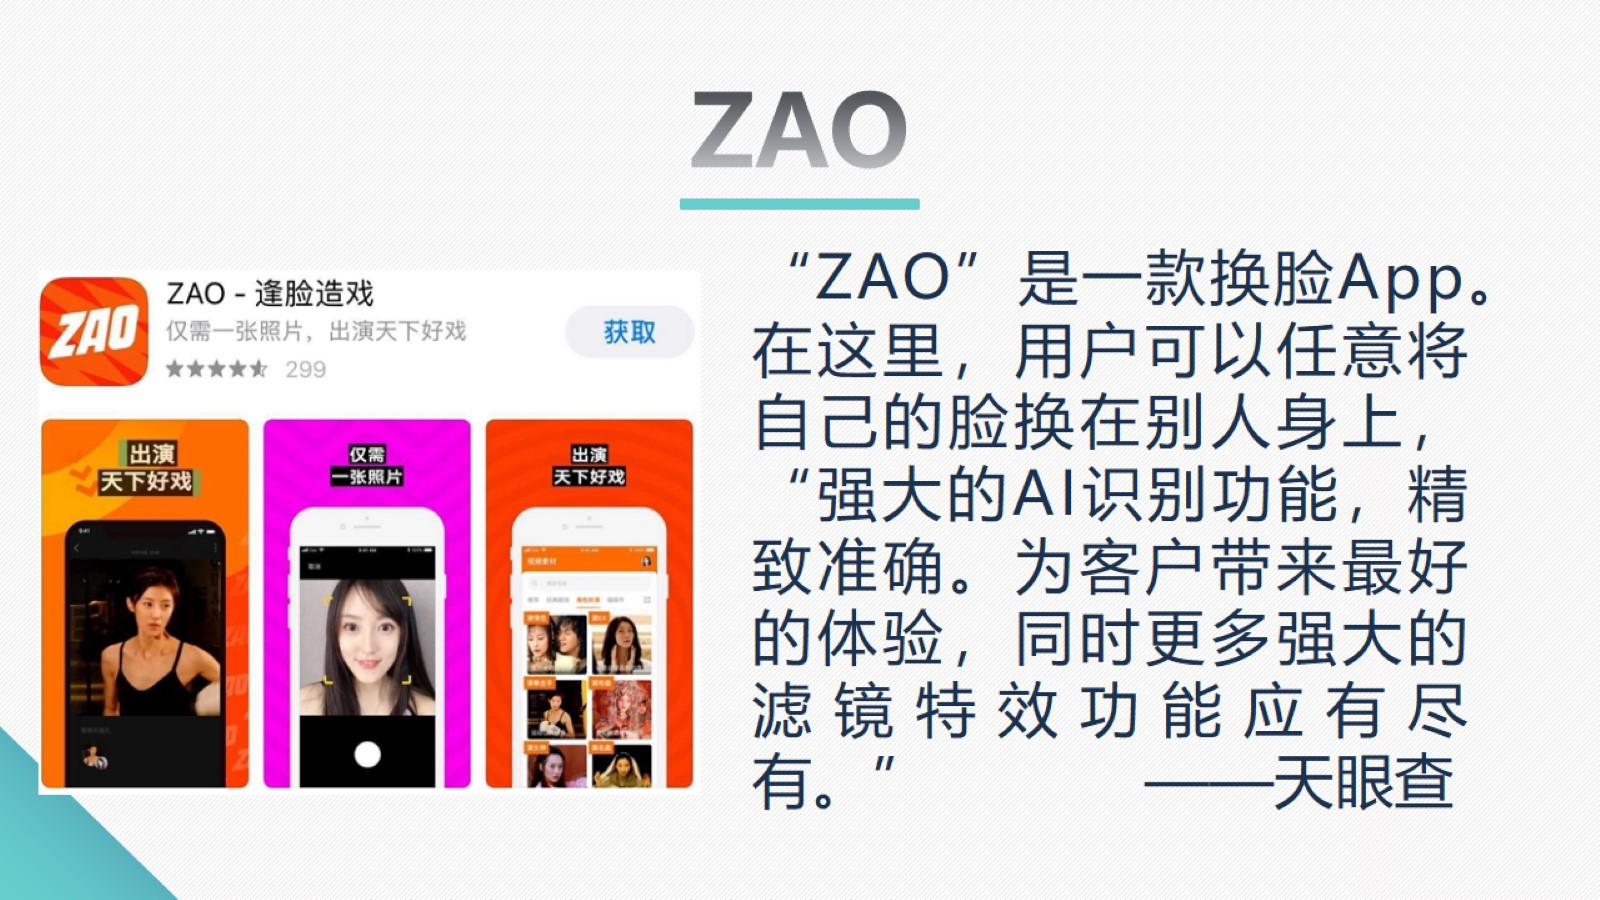 ZAO
ZAO
ZAO - 逢脸造戏
仅需一张照片，出演天下好戏
299
获取
出演
天下好戏
仅需
一张照片
出演
天下好戏
9:41
“ZAO”是一款换脸App。
在这里，用户可以任意将
自己的脸换在别人身上，
“强大的AI识别功能，精
致准确。为客户带来最好
的体验，同时更多强大的
滤镜特效功能应有尽
有。”　　——天眼查